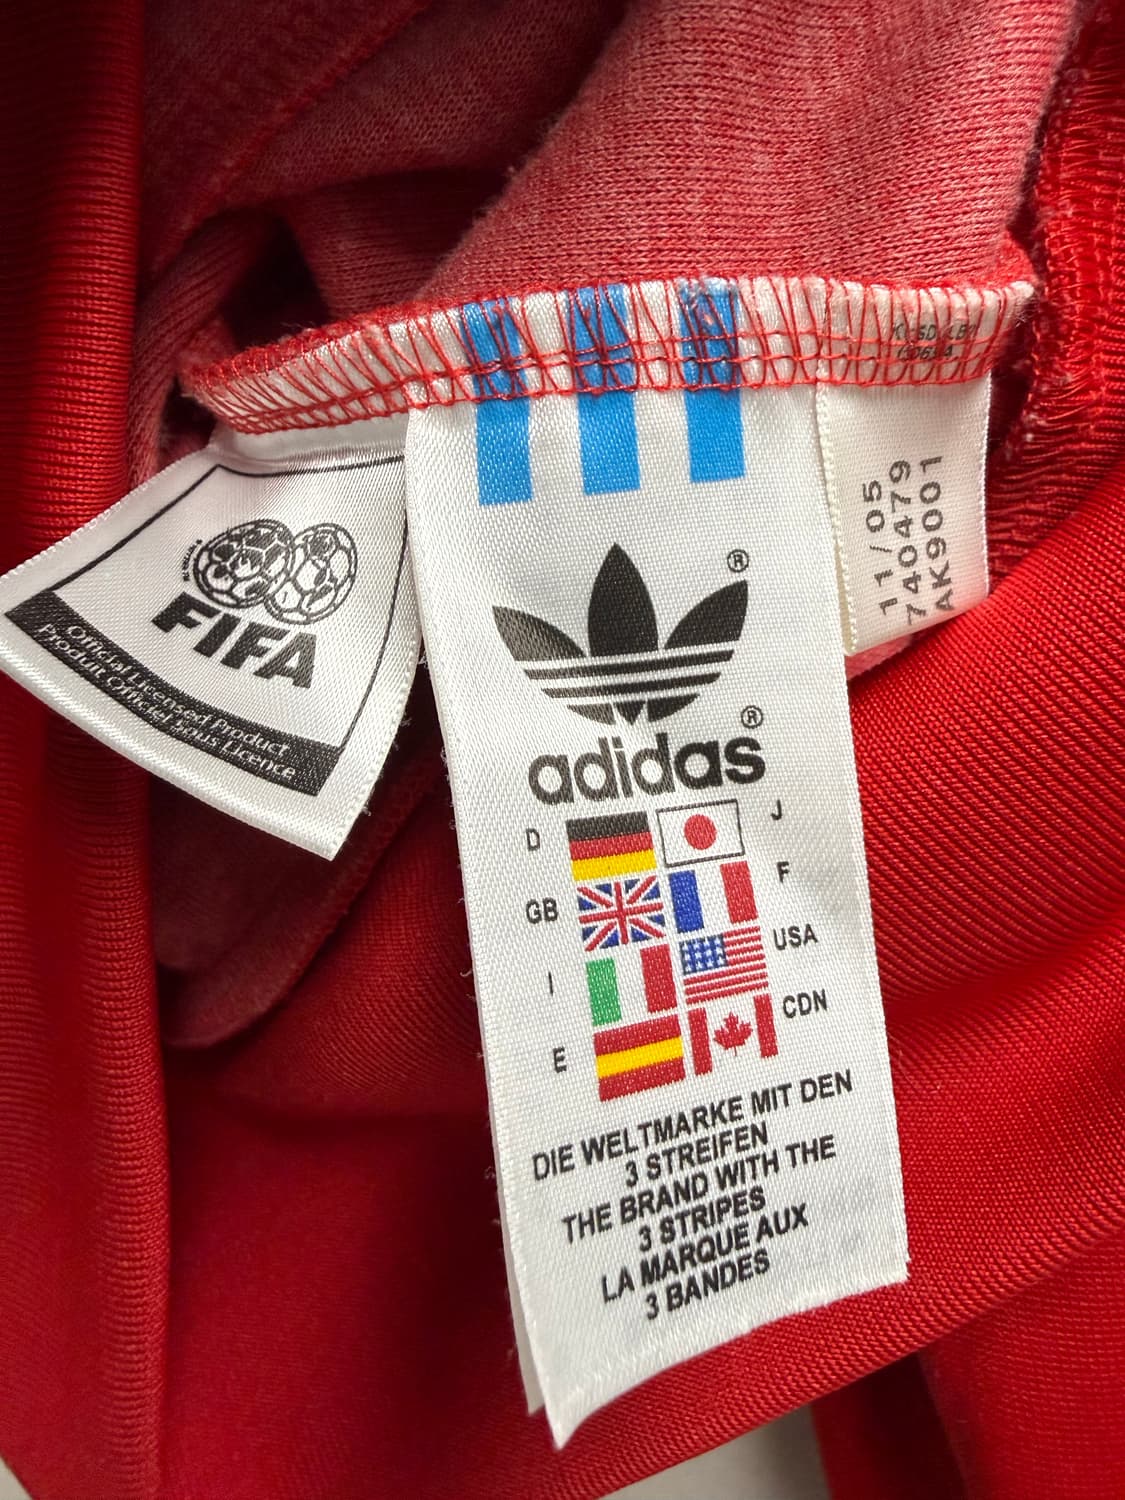 FIFA
Official Licensed Product
Produit Officiel Sous Licence
®
®
adidas
D
J
GB
F
I
USA
E
CDN
DIE WELTMARKE MIT DEN
3 STREIFEN
THE BRAND WITH THE
3 STRIPES
LA MARQUE AUX
3 BANDES
11/05
740479
AK9001